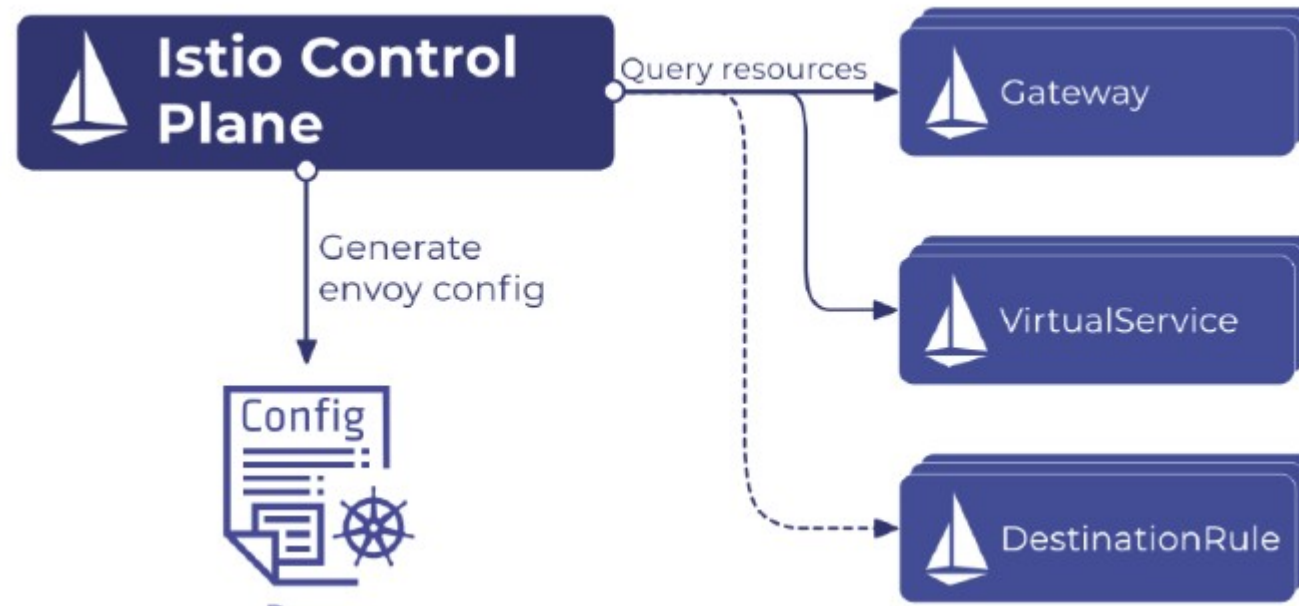 Istio Control
Plane
Query resources
Gateway
Generate
envoy config
VirtualService
Config
DestinationRule